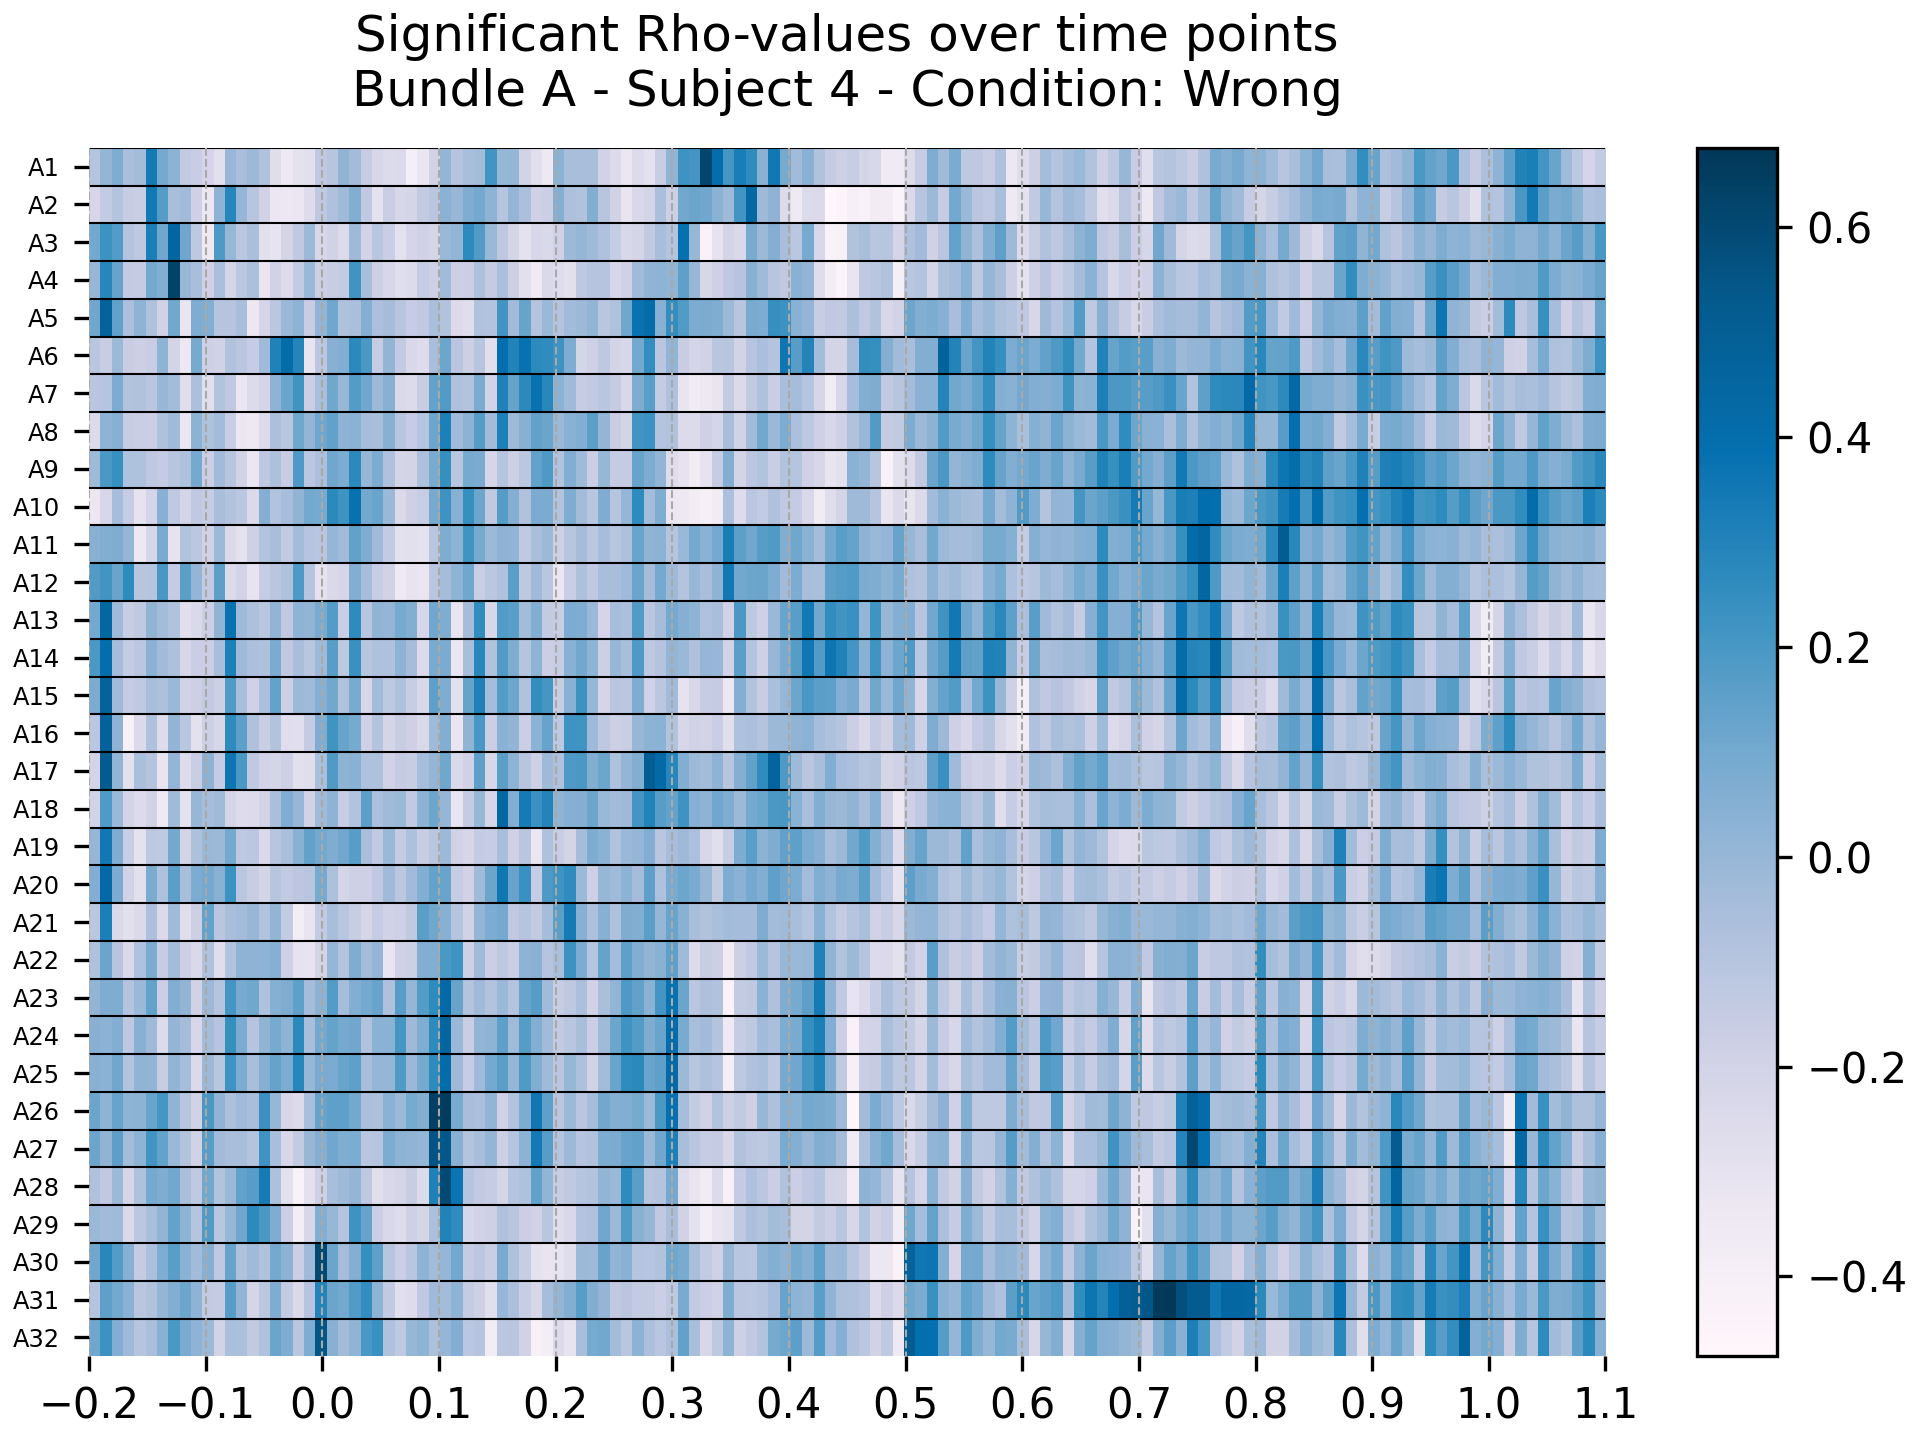 Significant Rho-values over time points
Bundle A - Subject 4 - Condition: Wrong
A1
A2
A3
A4
A5
A6
A7
A8
A9
A10
A11
A12
A13
A14
A15
A16
A17
A18
A19
A20
A21
A22
A23
A24
A25
A26
A27
A28
A29
A30
A31
A32
−0.2 −0.1 0.0 0.1 0.2 0.3 0.4 0.5 0.6 0.7 0.8 0.9 1.0 1.1
0.6
0.4
0.2
0.0
−0.2
−0.4